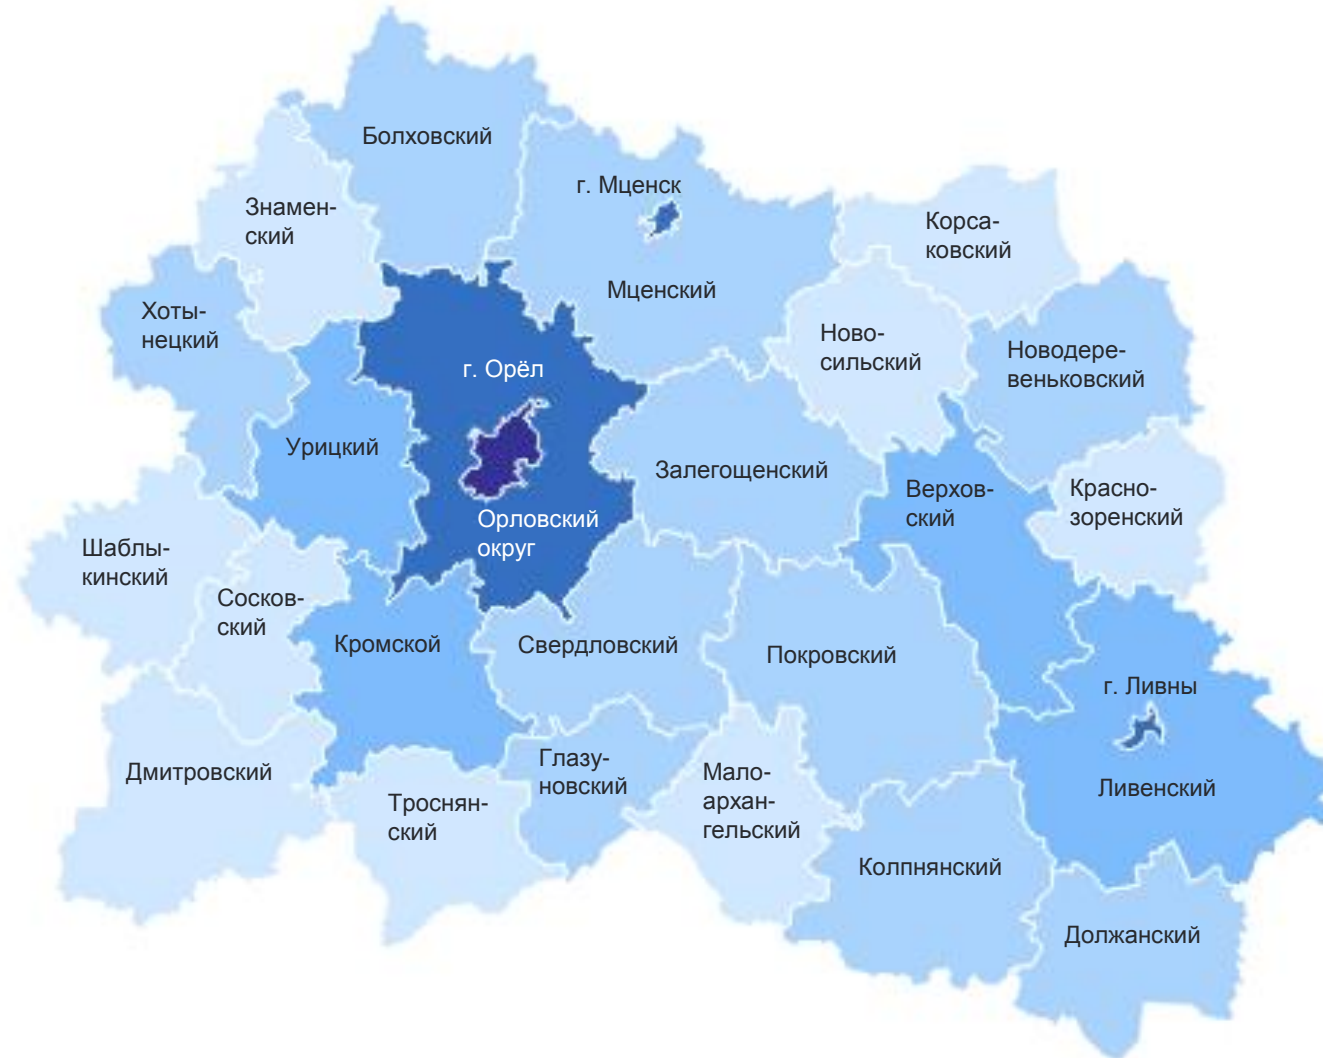 Болховский
г. Мценск
Знамен-
ский
Корса-
ковский
Мценский
Хоты-
нецкий
Ново-
сильский
Новодере-
веньковский
г. Орёл
Урицкий
Залегощенский
Верхов-
ский
Красно-
зоренский
Орловский
округ
Шаблы-
кинский
Сосков-
ский
Кромской
Свердловский
Покровский
г. Ливны
Дмитровский
Глазу-
новский
Мало-
архан-
гельский
Ливенский
Троснян-
ский
Колпнянский
Должанский